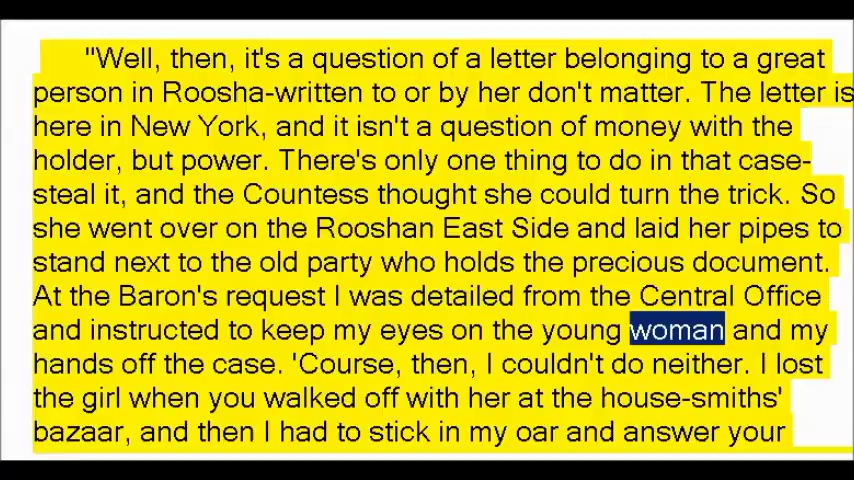 "Well, then, it's a question of a letter belonging to a great
person in Roosha-written to or by her don't matter. The letter is
here in New York, and it isn't a question of money with the
holder, but power. There's only one thing to do in that case-
steal it, and the Countess thought she could turn the trick. So
she went over on the Rooshan East Side and laid her pipes to
stand next to the old party who holds the precious document.
At the Baron's request I was detailed from the Central Office
and instructed to keep my eyes on the young woman and my
hands off the case. 'Course, then, I couldn't do neither. I lost
the girl when you walked off with her at the house-smiths'
bazaar, and then I had to stick in my oar and answer your